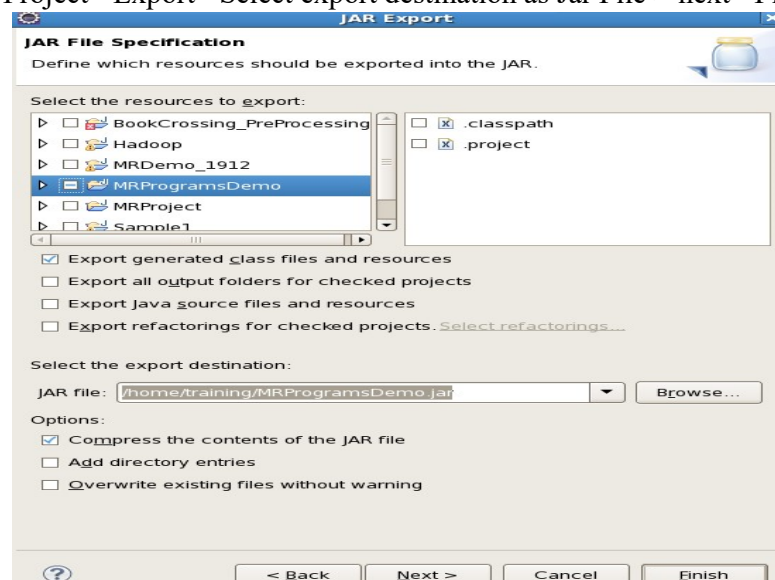 Project - Export - Select export destination as Jar File - next -
JAR Export
JAR File Specification
Define which resources should be exported into the JAR.
Select the resources to export:
BookCrossing_PreProcessing
Hadoop
MRDemo_1912
MRProgramsDemo
MRProject
Sample1
.classpath
.project
Export generated class files and resources
Export all output folders for checked projects
Export Java source files and resources
Export refactorings for checked projects. Select refactorings...
Select the export destination:
JAR file: /home/training/MRProgramsDemo.jar Browse...
Options:
Compress the contents of the JAR file
Add directory entries
Overwrite existing files without warning
? < Back Next > Cancel Finish